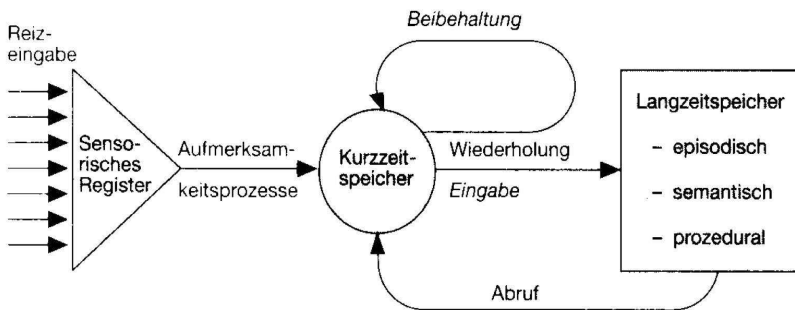 Reiz-
eingabe
Senso-
risches
Register
Aufmerksam-
keitsprozesse
Beibehaltung
Kurzzeit-
speicher
Wiederholung
Eingabe
Langzeitspeicher
– episodisch
– semantisch
– prozedural
Abruf